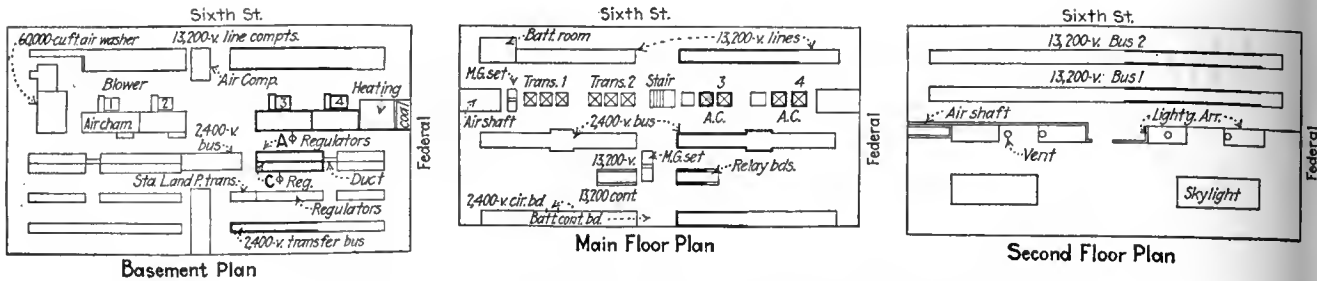 Sixth St.
60,000-cu.ft. air washer
13,200-v. line compts.
Blower
Air Comp.
Heating
2
3
4
Air cham.
coal
2,400-v.
bus
AΦ Regulators
Federal
Sta. L and P. trans.
CΦ Reg.
Duct
Regulators
2,400-v. transfer bus
Basement Plan
Sixth St.
Batt. room
13,200-v. lines
M.G. set
Trans. 1
Trans. 2
Stair
3
4
Air shaft
A.C.
A.C.
2,400-v. bus
Federal
13,200-v.
M.G. set
Relay bds.
2,400-v. cir. bd.
13,200 cont
Batt. cont. bd.
Main Floor Plan
Sixth St.
13,200-v. Bus 2
13,200-v. Bus 1
Air shaft
Light'g. Arr.
Vent
Federal
Skylight
Second Floor Plan